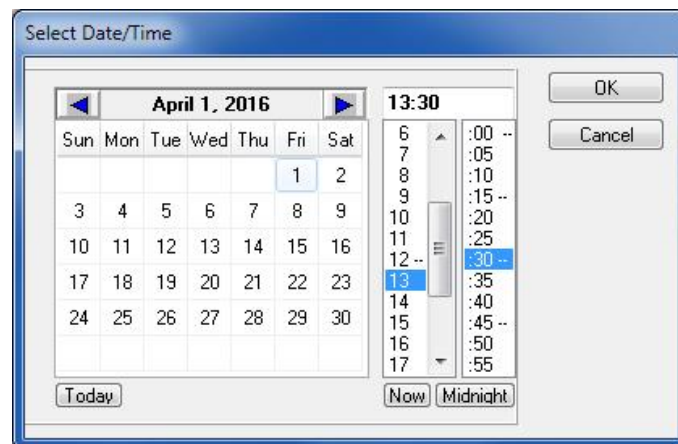 Select Date/Time
April 1, 2016
Sun Mon Tue Wed Thu Fri Sat
1 2
3 4 5 6 7 8 9
10 11 12 13 14 15 16
17 18 19 20 21 22 23
24 25 26 27 28 29 30
Today
13:30
6 :00 --
7 :05
8 :10
9 :15 --
10 :20
11 :25
12 -- :30 --
13 :35
14 :40
15 :45 --
16 :50
17 :55
Now Midnight
OK
Cancel